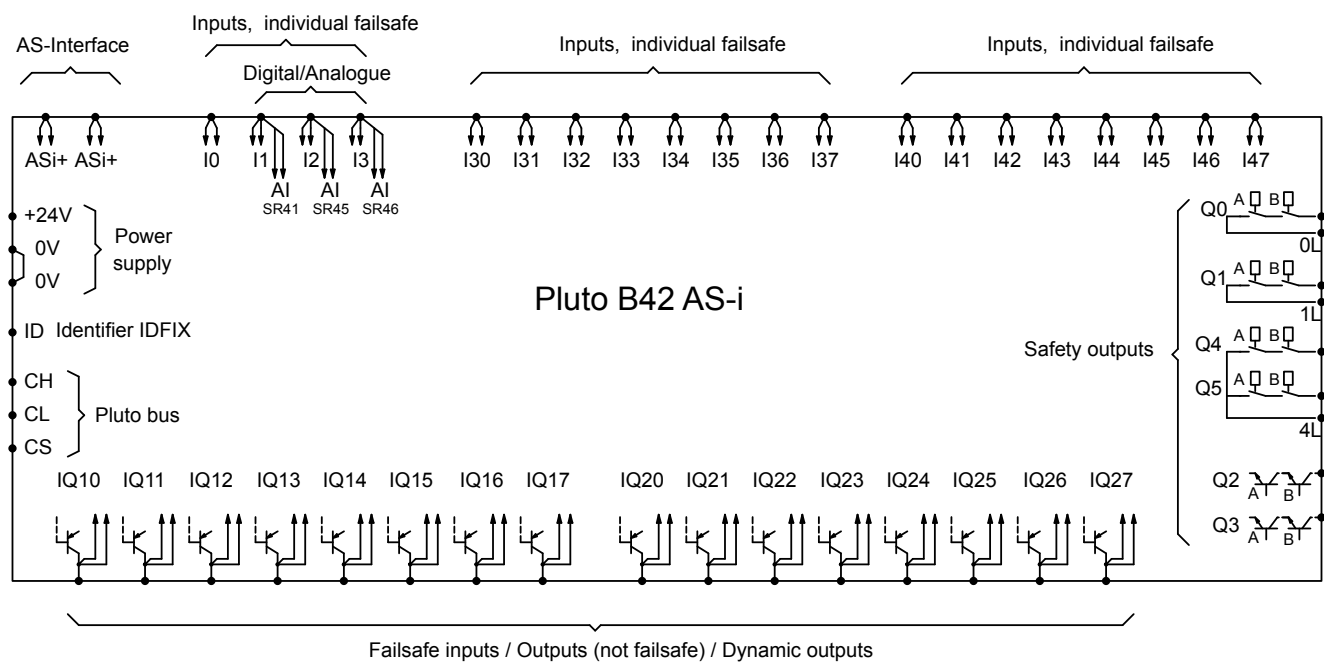 Inputs, individual failsafe
AS-Interface
Inputs, individual failsafe
Inputs, individual failsafe
Digital/Analogue
ASi+ ASi+
I0 I1 I2 I3
I30 I31 I32 I33 I34 I35 I36 I37
I40 I41 I42 I43 I44 I45 I46 I47
AI AI AI
SR41 SR45 SR46
+24V
0V
0V
Power
supply
ID Identifier IDFIX
CH
CL
CS
Pluto bus
Pluto B42 AS-i
Safety outputs
Q0 A B
0L
Q1 A B
1L
Q4 A B
Q5 A B
4L
Q2 A B
Q3 A B
IQ10 IQ11 IQ12 IQ13 IQ14 IQ15 IQ16 IQ17
IQ20 IQ21 IQ22 IQ23 IQ24 IQ25 IQ26 IQ27
Failsafe inputs / Outputs (not failsafe) / Dynamic outputs